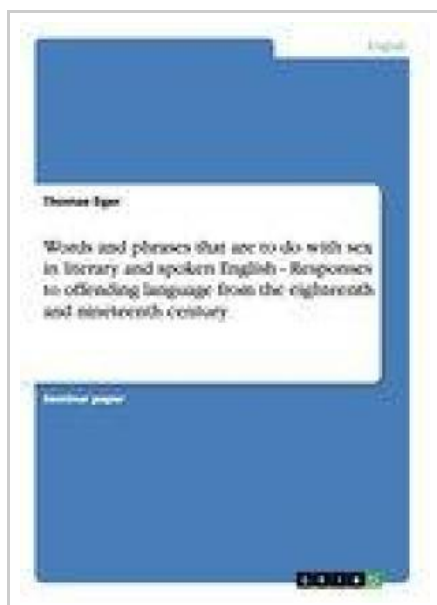 English
Thomas Eger
Words and phrases that are to do with sex
in literary and spoken English - Responses
to offending language from the eighteenth
and nineteenth century
Seminar paper
GRIN